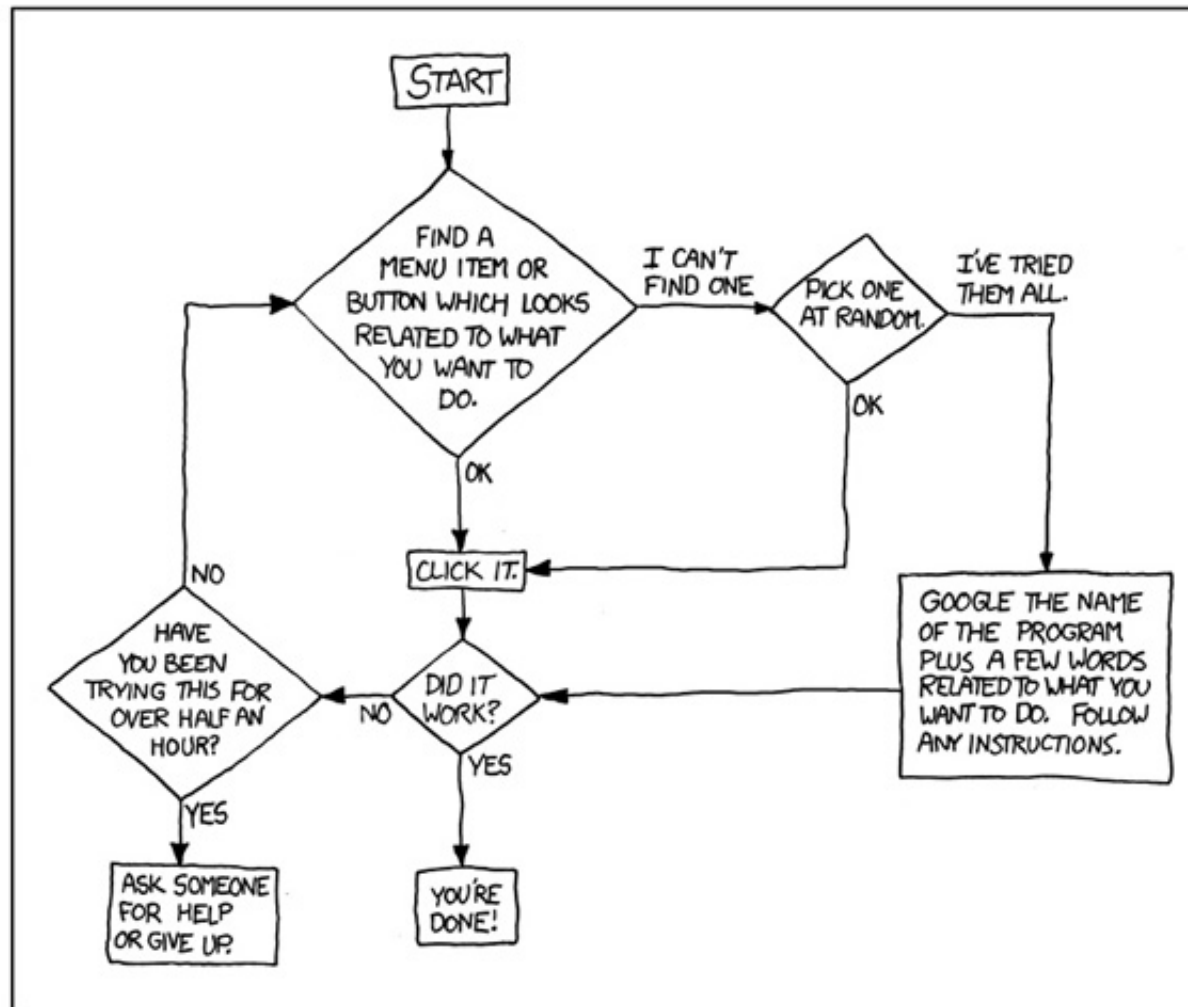 START
FIND A
MENU ITEM OR
BUTTON WHICH LOOKS
RELATED TO WHAT
YOU WANT TO
DO.
I CAN'T
FIND ONE
PICK ONE
AT RANDOM.
I'VE TRIED
THEM ALL.
OK
OK
CLICK IT.
NO
HAVE
YOU BEEN
TRYING THIS FOR
OVER HALF AN
HOUR?
NO
DID IT
WORK?
GOOGLE THE NAME
OF THE PROGRAM
PLUS A FEW WORDS
RELATED TO WHAT YOU
WANT TO DO. FOLLOW
ANY INSTRUCTIONS.
YES
YES
ASK SOMEONE
FOR HELP
OR GIVE UP.
YOU'RE
DONE!